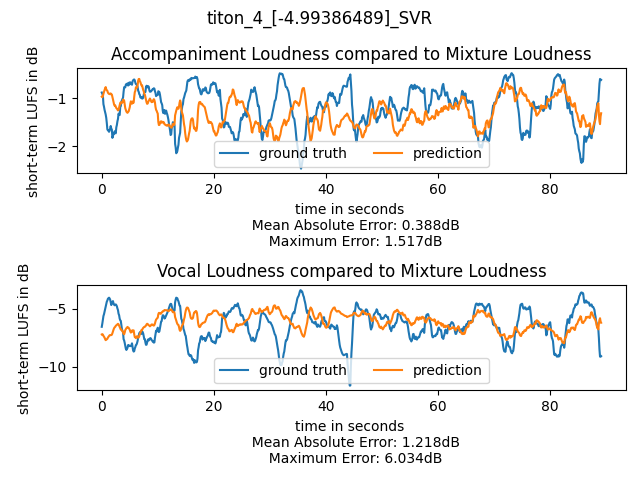 titon_4_[-4.99386489]_SVR
Accompaniment Loudness compared to Mixture Loudness
short-term LUFS in dB
−1
−2
ground truth
prediction
0
20
40
60
80
time in seconds
Mean Absolute Error: 0.388dB
Maximum Error: 1.517dB
Vocal Loudness compared to Mixture Loudness
short-term LUFS in dB
−5
−10
ground truth
prediction
0
20
40
60
80
time in seconds
Mean Absolute Error: 1.218dB
Maximum Error: 6.034dB